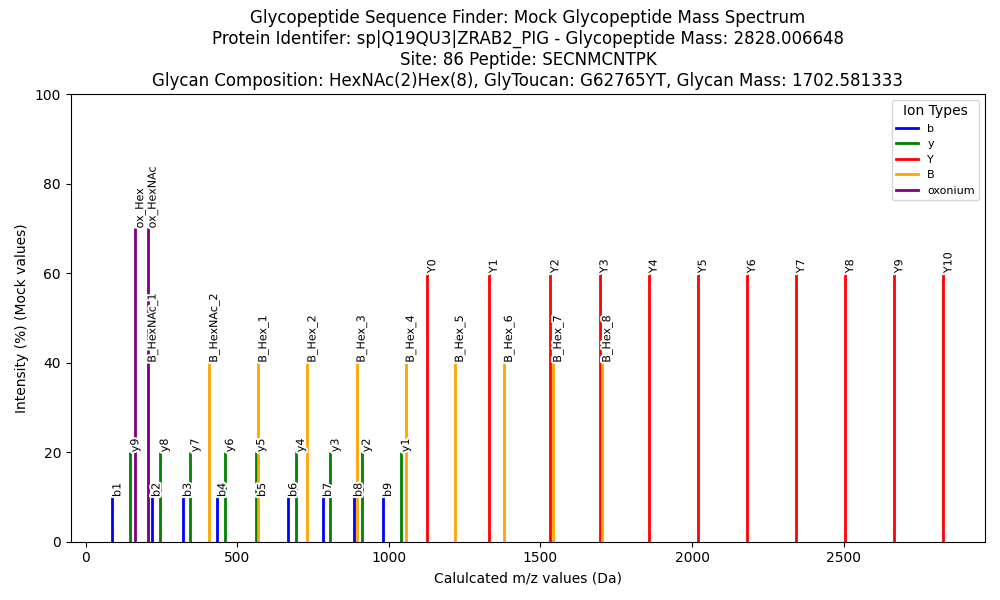 Glycopeptide Sequence Finder: Mock Glycopeptide Mass Spectrum
Protein Identifer: sp|Q19QU3|ZRAB2_PIG - Glycopeptide Mass: 2828.006648
Site: 86 Peptide: SECNMCNTPK
Glycan Composition: HexNAc(2)Hex(8), GlyToucan: G62765YT, Glycan Mass: 1702.581333
Intensity (%) (Mock values)
100
80
60
40
20
0
Ion Types
b
y
Y
B
oxonium
ox_Hex
ox_HexNAc
Y0
Y1
Y2
Y3
Y4
Y5
Y6
Y7
Y8
Y9
Y10
B_HexNAc_1
B_HexNAc_2
B_Hex_1
B_Hex_2
B_Hex_3
B_Hex_4
B_Hex_5
B_Hex_6
B_Hex_7
B_Hex_8
y9
y8
y7
y6
y5
y4
y3
y2
y1
b1
b2
b3
b4
b5
b6
b7
b8
b9
0
500
1000
1500
2000
2500
Calulcated m/z values (Da)